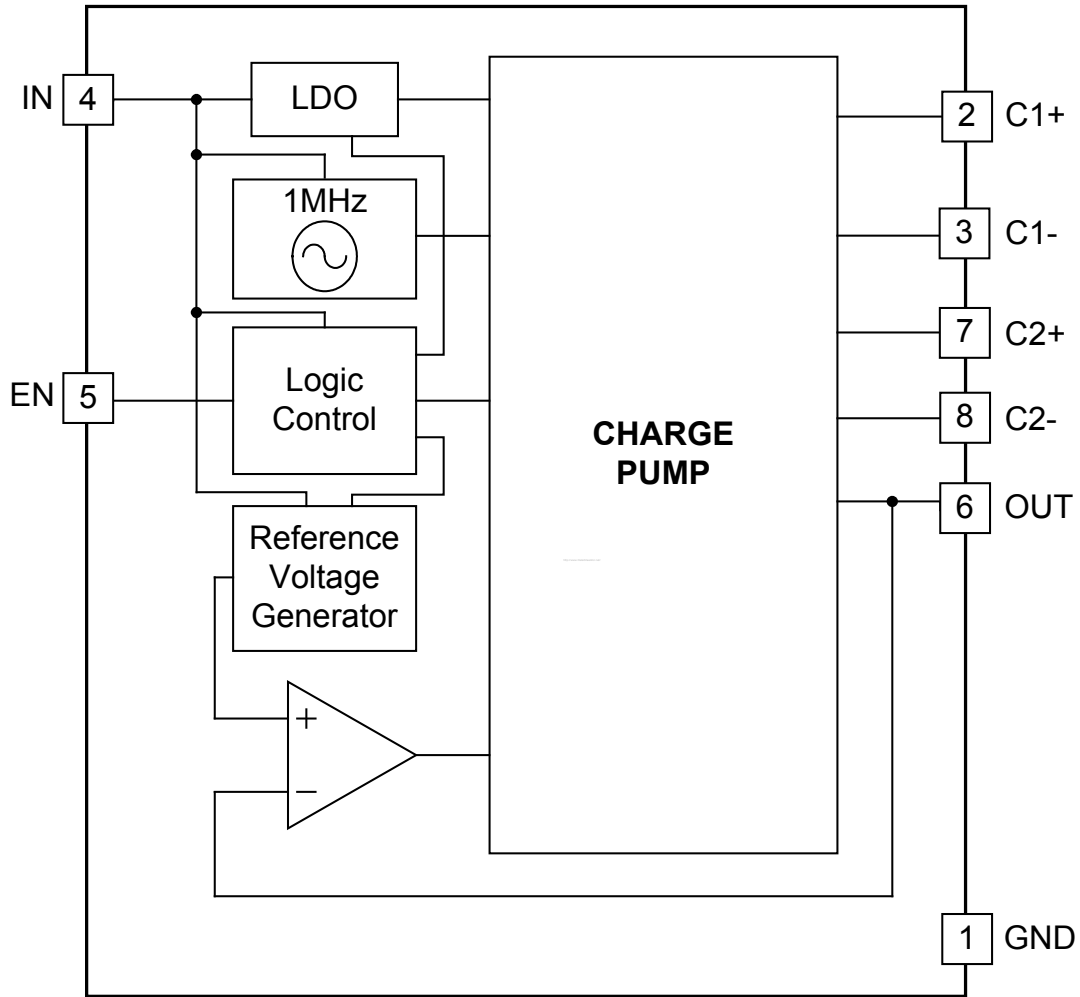 IN 4
LDO
2 C1+
1MHz
3 C1-
7 C2+
EN 5
Logic
Control
8 C2-
CHARGE
PUMP
6 OUT
Reference
Voltage
Generator
+
−
1 GND